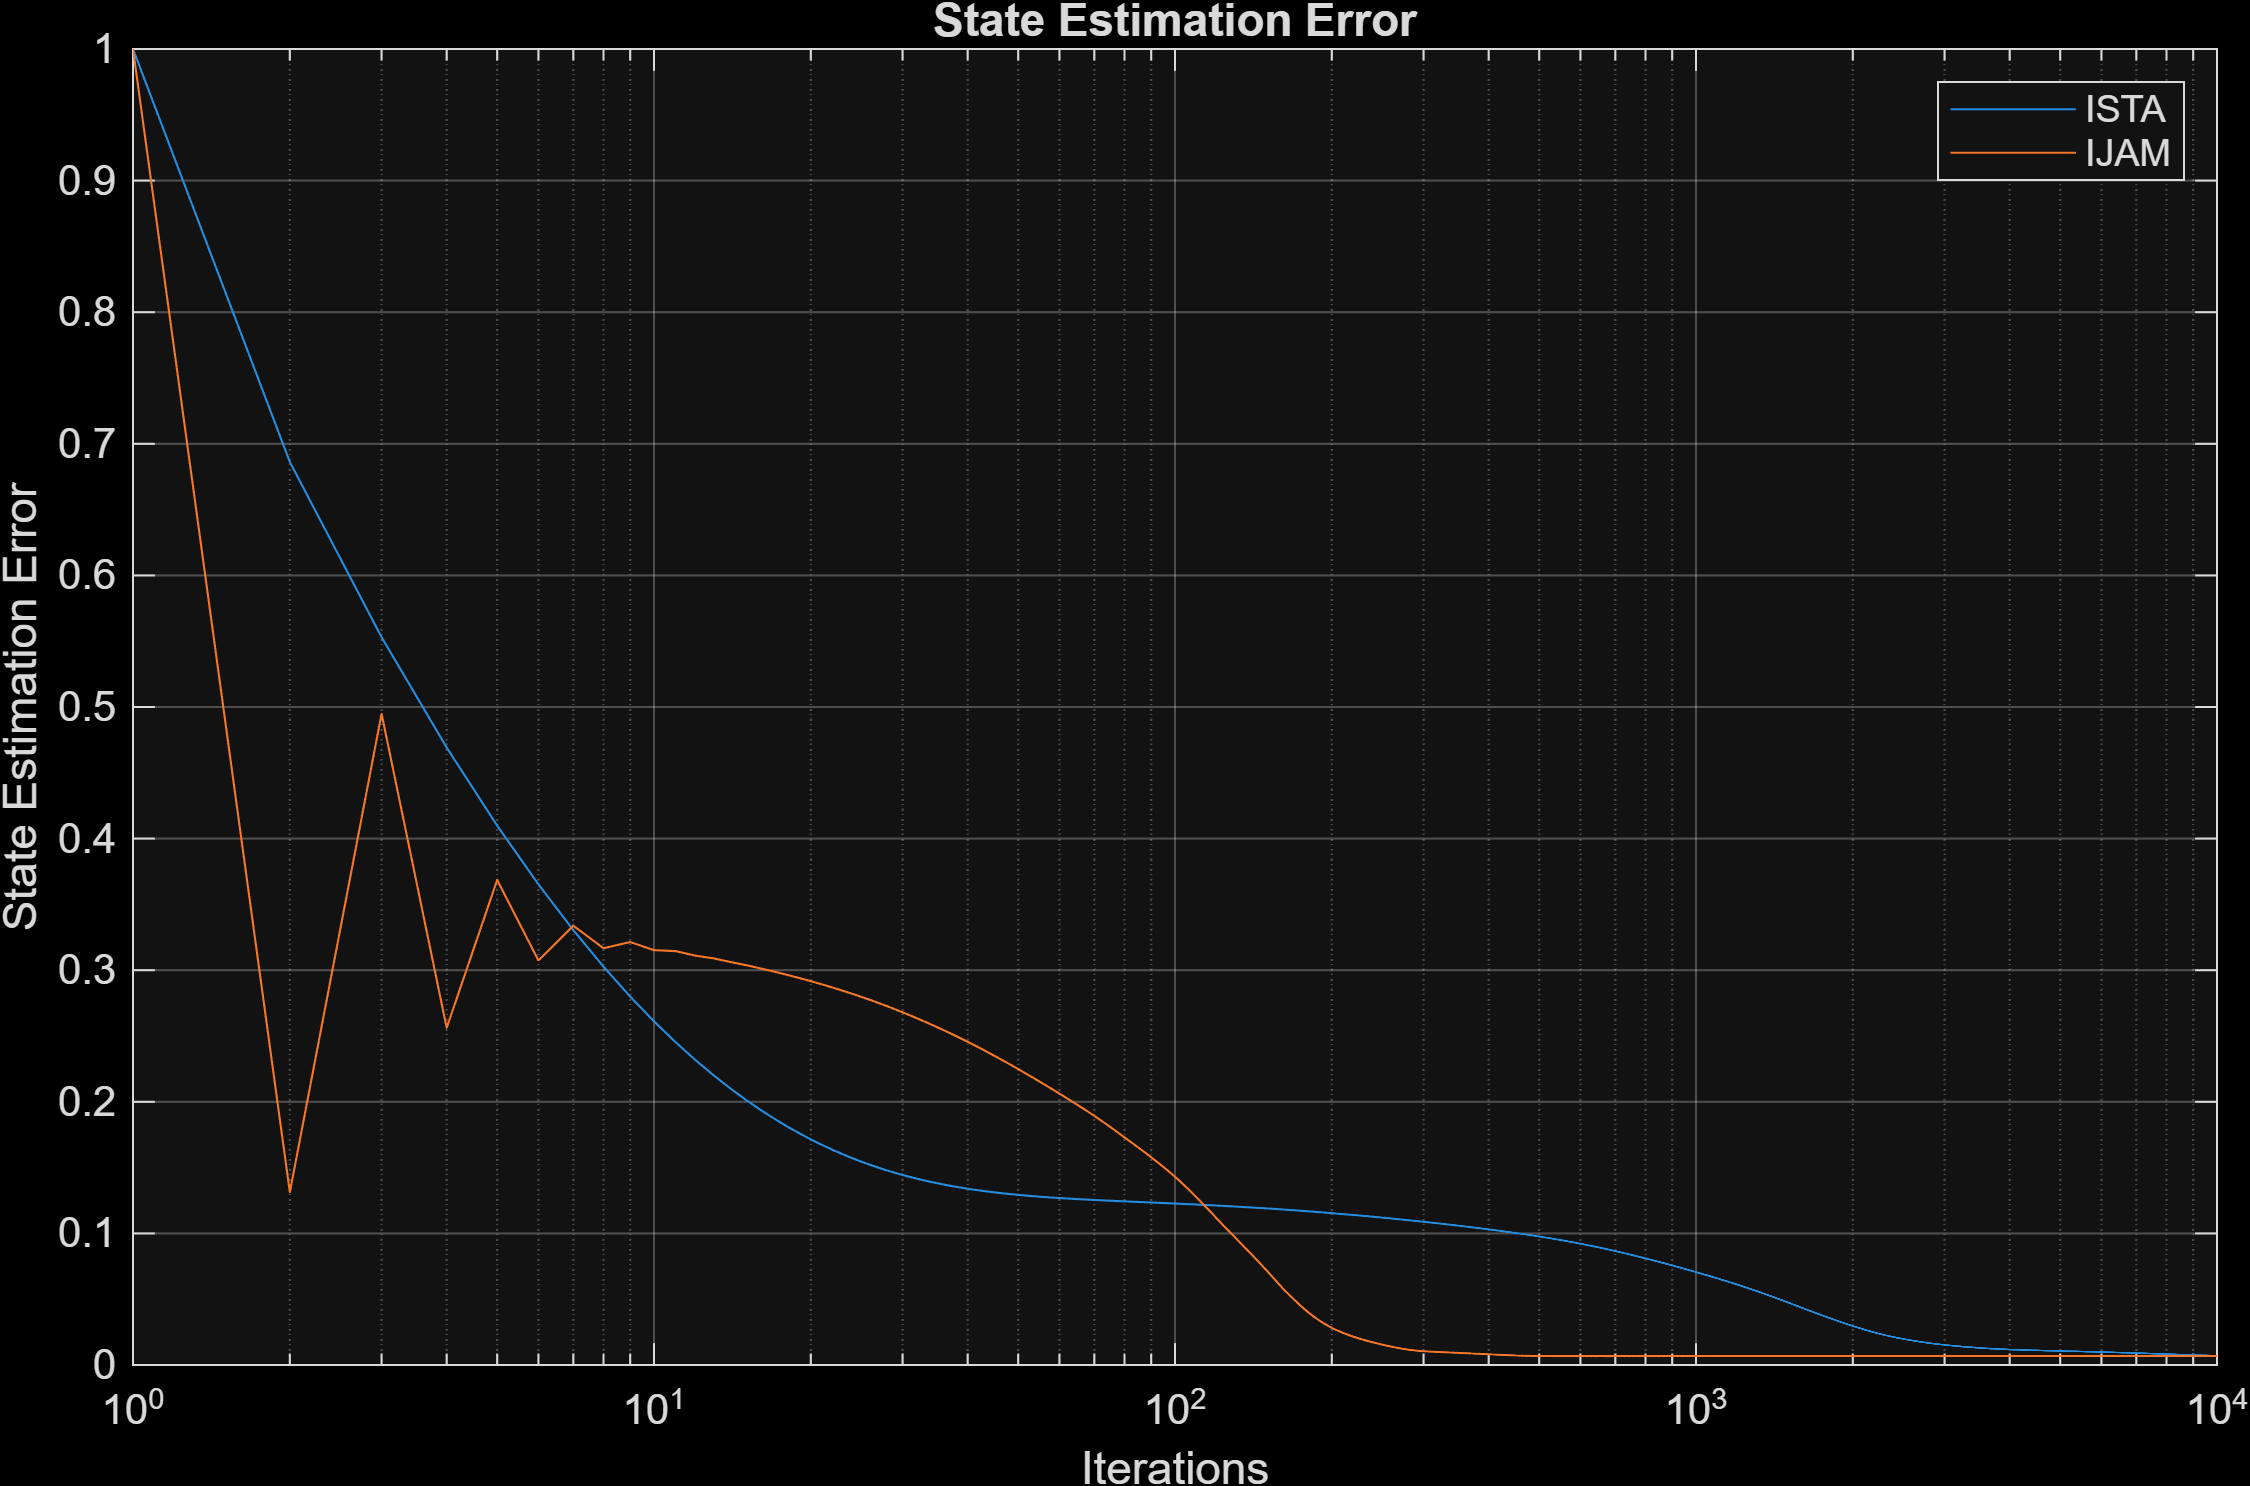 State Estimation Error
ISTA
IJAM
State Estimation Error
1
0.9
0.8
0.7
0.6
0.5
0.4
0.3
0.2
0.1
0
10⁰ 10¹ 10² 10³ 10⁴
Iterations